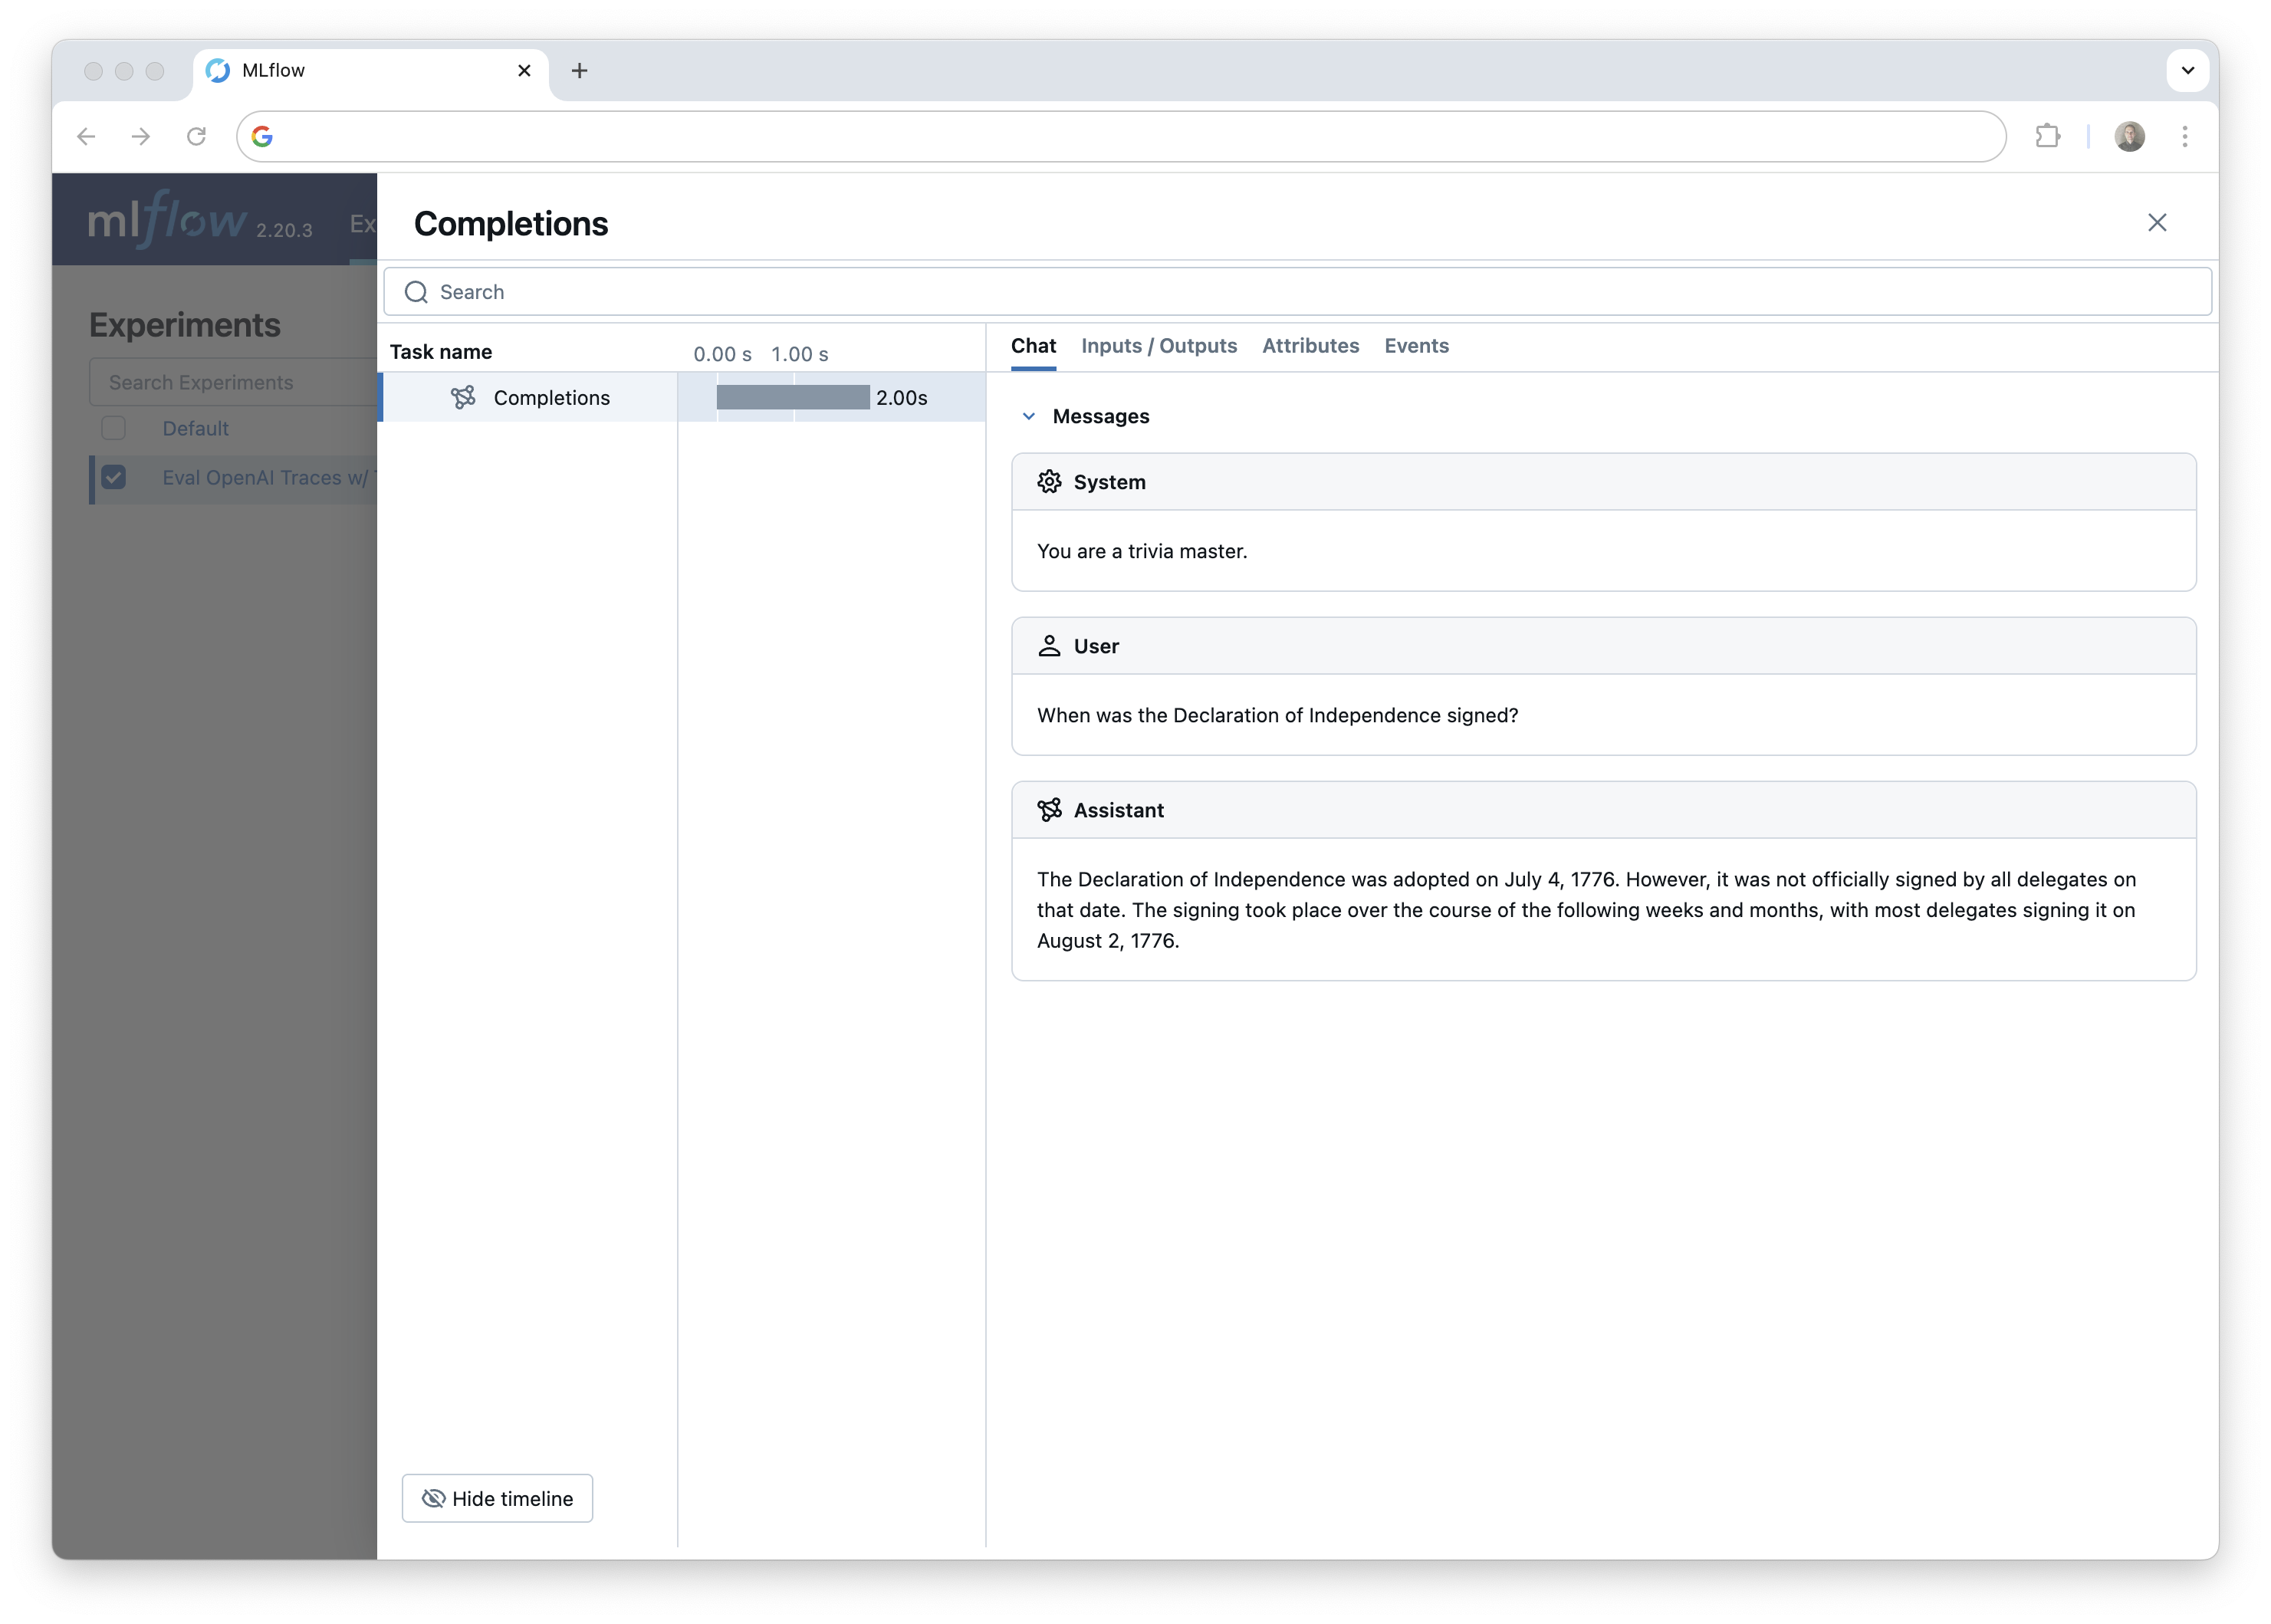 MLflow
mlflow 2.20.3 Ex
Completions
Search
Experiments
Search Experiments
Default
Eval OpenAI Traces w/
Task name 0.00 s 1.00 s
Completions 2.00s
Hide timeline
Chat Inputs / Outputs Attributes Events
Messages
System
You are a trivia master.
User
When was the Declaration of Independence signed?
Assistant
The Declaration of Independence was adopted on July 4, 1776. However, it was not officially signed by all delegates on
that date. The signing took place over the course of the following weeks and months, with most delegates signing it on
August 2, 1776.